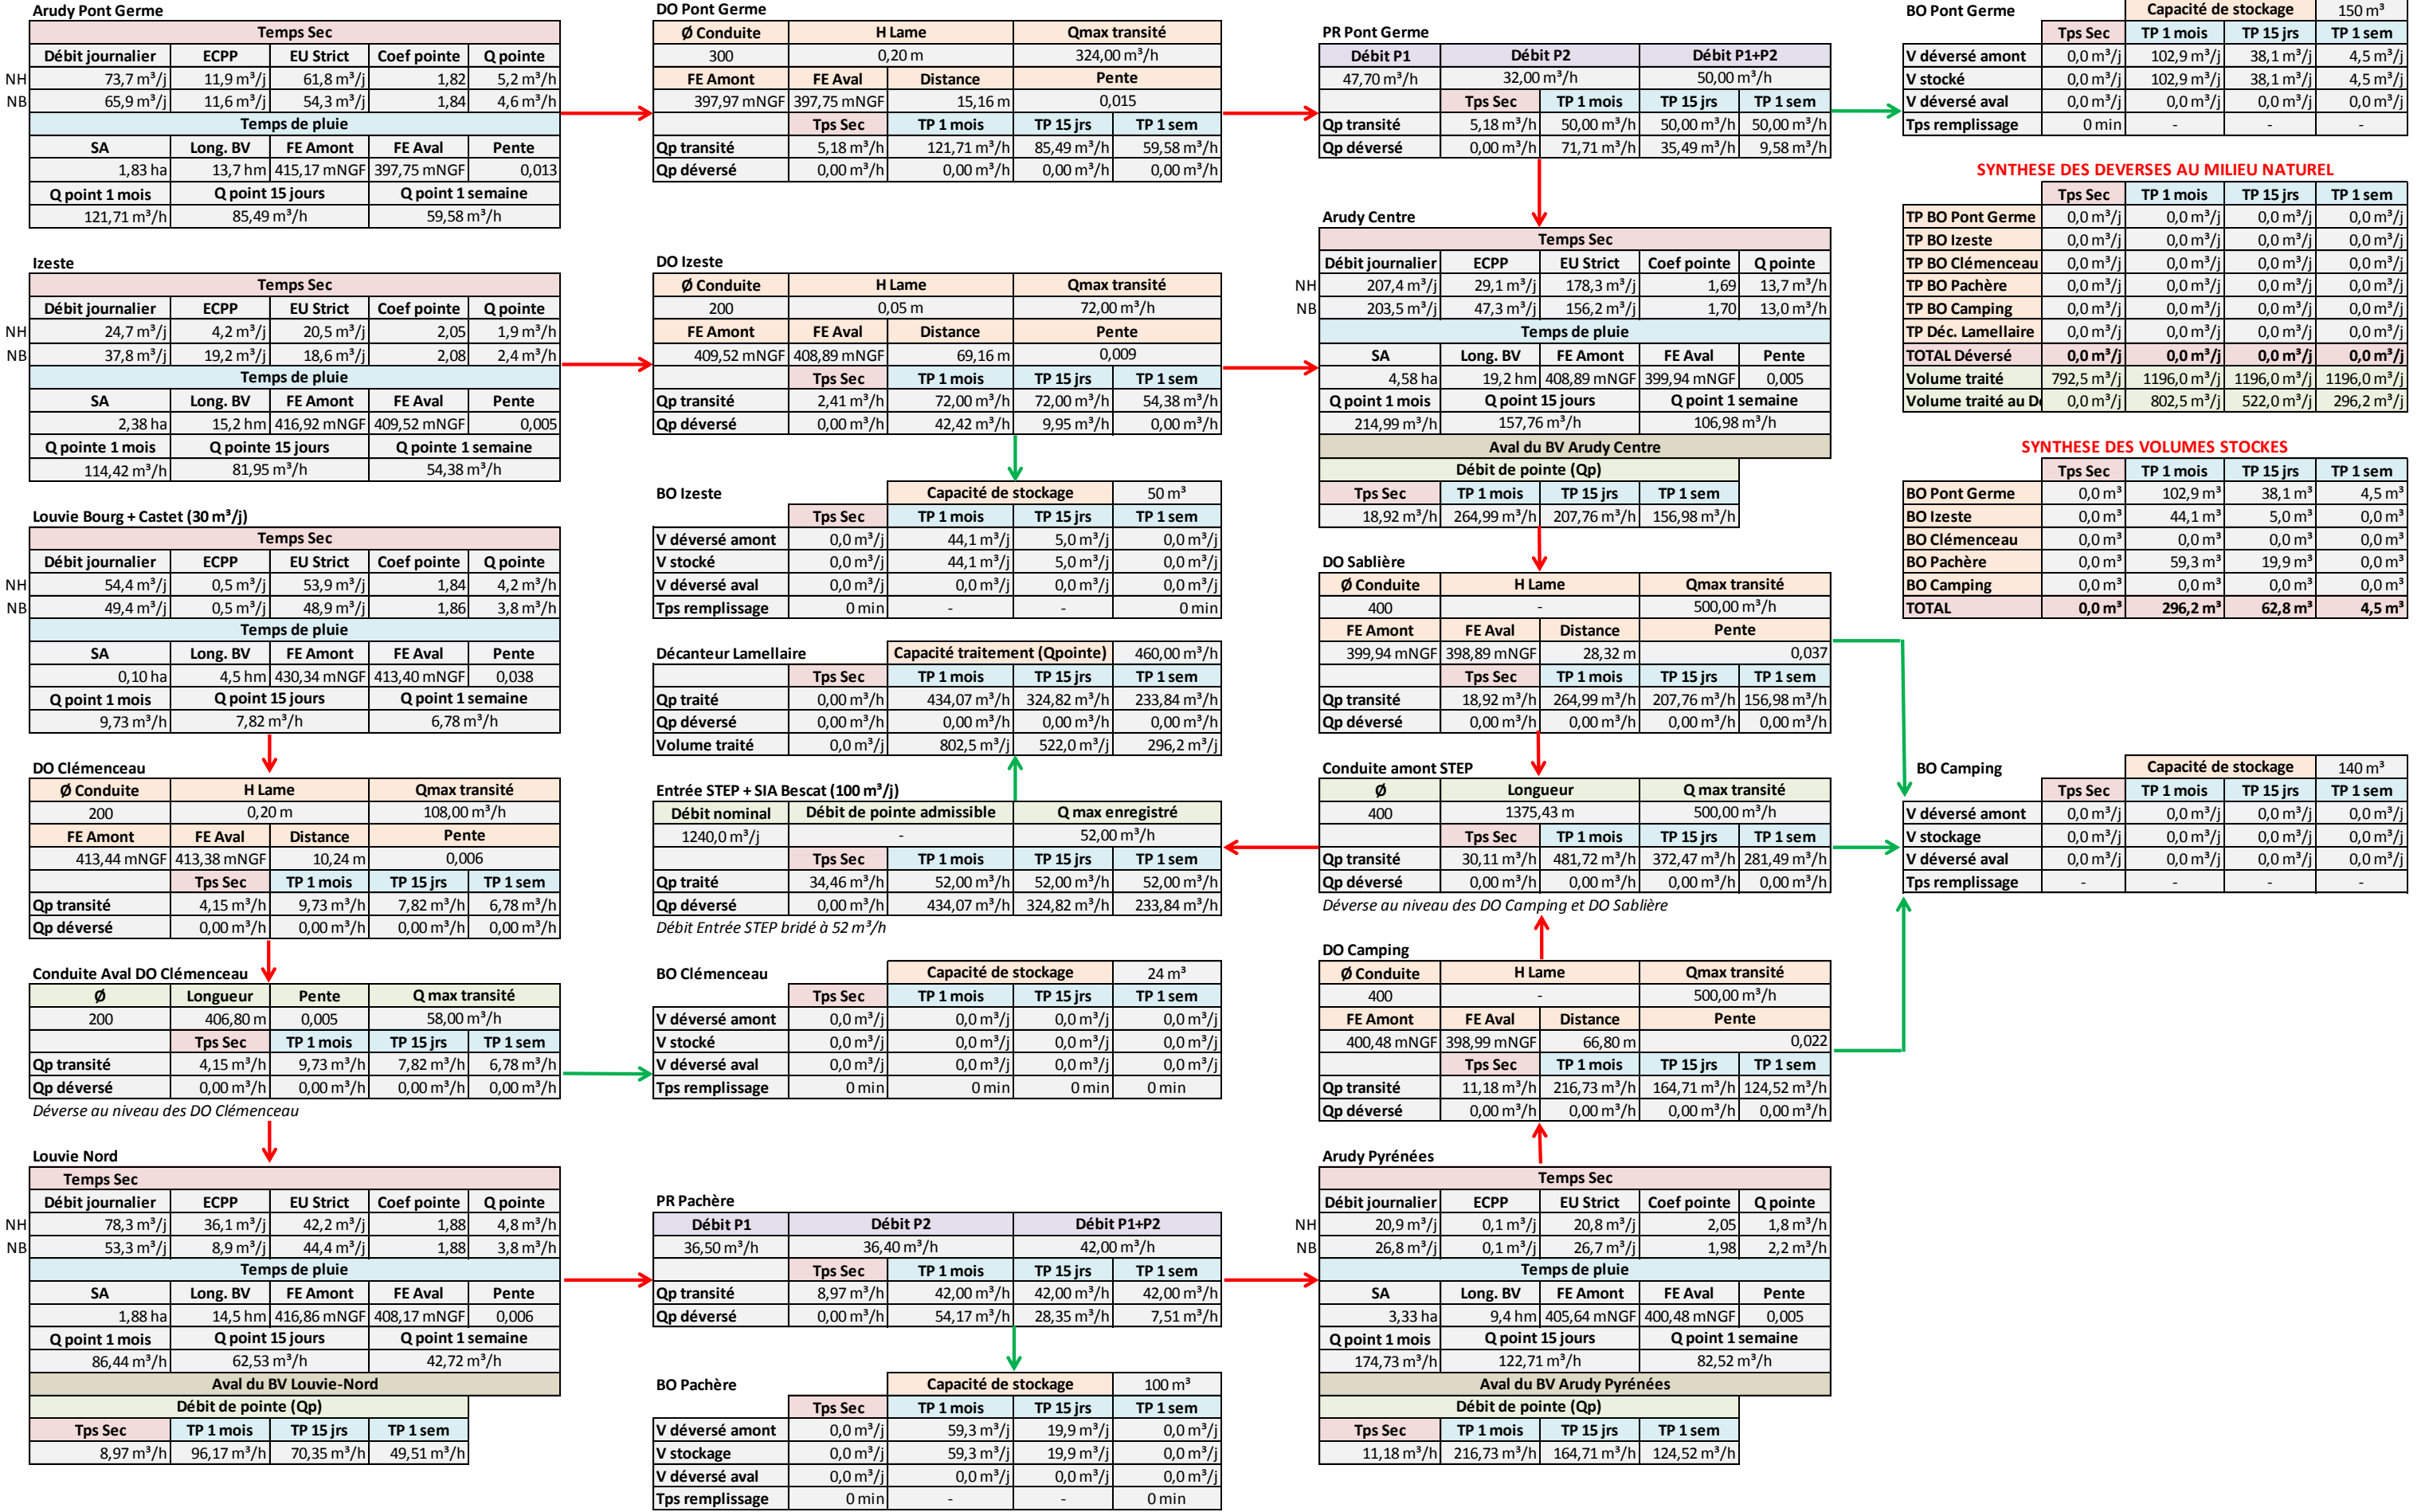 Arudy Pont Germe
Temps Sec
Débit journalier ECPP EU Strict Coef pointe Q pointe
NH 73,7 m³/j 11,9 m³/j 61,8 m³/j 1,82 5,2 m³/h
NB 65,9 m³/j 11,6 m³/j 54,3 m³/j 1,84 4,6 m³/h
Temps de pluie
SA Long. BV FE Amont FE Aval Pente
1,83 ha 13,7 hm 415,17 mNGF 397,75 mNGF 0,013
Q point 1 mois Q point 15 jours Q point 1 semaine
121,71 m³/h 85,49 m³/h 59,58 m³/h
Izeste
Temps Sec
Débit journalier ECPP EU Strict Coef pointe Q pointe
NH 24,7 m³/j 4,2 m³/j 20,5 m³/j 2,05 1,9 m³/h
NB 37,8 m³/j 19,2 m³/j 18,6 m³/j 2,08 2,4 m³/h
Temps de pluie
SA Long. BV FE Amont FE Aval Pente
2,38 ha 15,2 hm 416,92 mNGF 409,52 mNGF 0,005
Q pointe 1 mois Q pointe 15 jours Q pointe 1 semaine
114,42 m³/h 81,95 m³/h 54,38 m³/h
Louvie Bourg + Castet (30 m³/j)
Temps Sec
Débit journalier ECPP EU Strict Coef pointe Q pointe
NH 54,4 m³/j 0,5 m³/j 53,9 m³/j 1,84 4,2 m³/h
NB 49,4 m³/j 0,5 m³/j 48,9 m³/j 1,86 3,8 m³/h
Temps de pluie
SA Long. BV FE Amont FE Aval Pente
0,10 ha 4,5 hm 430,34 mNGF 413,40 mNGF 0,038
Q point 1 mois Q point 15 jours Q point 1 semaine
9,73 m³/h 7,82 m³/h 6,78 m³/h
DO Clémenceau
Ø Conduite H Lame Qmax transité
200 0,20 m 108,00 m³/h
FE Amont FE Aval Distance Pente
413,44 mNGF 413,38 mNGF 10,24 m 0,006
Tps Sec TP 1 mois TP 15 jrs TP 1 sem
Qp transité 4,15 m³/h 9,73 m³/h 7,82 m³/h 6,78 m³/h
Qp déversé 0,00 m³/h 0,00 m³/h 0,00 m³/h 0,00 m³/h
Conduite Aval DO Clémenceau
Ø Longueur Pente Q max transité
200 406,80 m 0,005 58,00 m³/h
Tps Sec TP 1 mois TP 15 jrs TP 1 sem
Qp transité 4,15 m³/h 9,73 m³/h 7,82 m³/h 6,78 m³/h
Qp déversé 0,00 m³/h 0,00 m³/h 0,00 m³/h 0,00 m³/h
Déverse au niveau des DO Clémenceau
Louvie Nord
Temps Sec
Débit journalier ECPP EU Strict Coef pointe Q pointe
NH 78,3 m³/j 36,1 m³/j 42,2 m³/j 1,88 4,8 m³/h
NB 53,3 m³/j 8,9 m³/j 44,4 m³/j 1,88 3,8 m³/h
Temps de pluie
SA Long. BV FE Amont FE Aval Pente
1,88 ha 14,5 hm 416,86 mNGF 408,17 mNGF 0,006
Q point 1 mois Q point 15 jours Q point 1 semaine
86,44 m³/h 62,53 m³/h 42,72 m³/h
Aval du BV Louvie-Nord
Débit de pointe (Qp)
Tps Sec TP 1 mois TP 15 jrs TP 1 sem
8,97 m³/h 96,17 m³/h 70,35 m³/h 49,51 m³/h
DO Pont Germe
Ø Conduite H Lame Qmax transité
300 0,20 m 324,00 m³/h
FE Amont FE Aval Distance Pente
397,97 mNGF 397,75 mNGF 15,16 m 0,015
Tps Sec TP 1 mois TP 15 jrs TP 1 sem
Qp transité 5,18 m³/h 121,71 m³/h 85,49 m³/h 59,58 m³/h
Qp déversé 0,00 m³/h 0,00 m³/h 0,00 m³/h 0,00 m³/h
DO Izeste
Ø Conduite H Lame Qmax transité
200 0,05 m 72,00 m³/h
FE Amont FE Aval Distance Pente
409,52 mNGF 408,89 mNGF 69,16 m 0,009
Tps Sec TP 1 mois TP 15 jrs TP 1 sem
Qp transité 2,41 m³/h 72,00 m³/h 72,00 m³/h 54,38 m³/h
Qp déversé 0,00 m³/h 42,42 m³/h 9,95 m³/h 0,00 m³/h
BO Izeste Capacité de stockage 50 m³
Tps Sec TP 1 mois TP 15 jrs TP 1 sem
V déversé amont 0,0 m³/j 44,1 m³/j 5,0 m³/j 0,0 m³/j
V stocké 0,0 m³/j 44,1 m³/j 5,0 m³/j 0,0 m³/j
V déversé aval 0,0 m³/j 0,0 m³/j 0,0 m³/j 0,0 m³/j
Tps remplissage 0 min - - 0 min
Décanteur Lamellaire Capacité traitement (Qpointe) 460,00 m³/h
Tps Sec TP 1 mois TP 15 jrs TP 1 sem
Qp traité 0,00 m³/h 434,07 m³/h 324,82 m³/h 233,84 m³/h
Qp déversé 0,00 m³/h 0,00 m³/h 0,00 m³/h 0,00 m³/h
Volume traité 0,0 m³/j 802,5 m³/j 522,0 m³/j 296,2 m³/j
Entrée STEP + SIA Bescat (100 m³/j)
Débit nominal Débit de pointe admissible Q max enregistré
1240,0 m³/j - 52,00 m³/h
Tps Sec TP 1 mois TP 15 jrs TP 1 sem
Qp traité 34,46 m³/h 52,00 m³/h 52,00 m³/h 52,00 m³/h
Qp déversé 0,00 m³/h 434,07 m³/h 324,82 m³/h 233,84 m³/h
Débit Entrée STEP bridé à 52 m³/h
BO Clémenceau Capacité de stockage 24 m³
Tps Sec TP 1 mois TP 15 jrs TP 1 sem
V déversé amont 0,0 m³/j 0,0 m³/j 0,0 m³/j 0,0 m³/j
V stocké 0,0 m³/j 0,0 m³/j 0,0 m³/j 0,0 m³/j
V déversé aval 0,0 m³/j 0,0 m³/j 0,0 m³/j 0,0 m³/j
Tps remplissage 0 min 0 min 0 min 0 min
PR Pachère
Débit P1 Débit P2 Débit P1+P2
36,50 m³/h 36,40 m³/h 42,00 m³/h
Tps Sec TP 1 mois TP 15 jrs TP 1 sem
Qp transité 8,97 m³/h 42,00 m³/h 42,00 m³/h 42,00 m³/h
Qp déversé 0,00 m³/h 54,17 m³/h 28,35 m³/h 7,51 m³/h
BO Pachère Capacité de stockage 100 m³
Tps Sec TP 1 mois TP 15 jrs TP 1 sem
V déversé amont 0,0 m³/j 59,3 m³/j 19,9 m³/j 0,0 m³/j
V stockage 0,0 m³/j 59,3 m³/j 19,9 m³/j 0,0 m³/j
V déversé aval 0,0 m³/j 0,0 m³/j 0,0 m³/j 0,0 m³/j
Tps remplissage 0 min - - 0 min
PR Pont Germe
Débit P1 Débit P2 Débit P1+P2
47,70 m³/h 32,00 m³/h 50,00 m³/h
Tps Sec TP 1 mois TP 15 jrs TP 1 sem
Qp transité 5,18 m³/h 50,00 m³/h 50,00 m³/h 50,00 m³/h
Qp déversé 0,00 m³/h 71,71 m³/h 35,49 m³/h 9,58 m³/h
Arudy Centre
Temps Sec
Débit journalier ECPP EU Strict Coef pointe Q pointe
NH 207,4 m³/j 29,1 m³/j 178,3 m³/j 1,69 13,7 m³/h
NB 203,5 m³/j 47,3 m³/j 156,2 m³/j 1,70 13,0 m³/h
Temps de pluie
SA Long. BV FE Amont FE Aval Pente
4,58 ha 19,2 hm 408,89 mNGF 399,94 mNGF 0,005
Q point 1 mois Q point 15 jours Q point 1 semaine
214,99 m³/h 157,76 m³/h 106,98 m³/h
Aval du BV Arudy Centre
Débit de pointe (Qp)
Tps Sec TP 1 mois TP 15 jrs TP 1 sem
18,92 m³/h 264,99 m³/h 207,76 m³/h 156,98 m³/h
DO Sablière
Ø Conduite H Lame Qmax transité
400 - 500,00 m³/h
FE Amont FE Aval Distance Pente
399,94 mNGF 398,89 mNGF 28,32 m 0,037
Tps Sec TP 1 mois TP 15 jrs TP 1 sem
Qp transité 18,92 m³/h 264,99 m³/h 207,76 m³/h 156,98 m³/h
Qp déversé 0,00 m³/h 0,00 m³/h 0,00 m³/h 0,00 m³/h
Conduite amont STEP
Ø Longueur Q max transité
400 1375,43 m 500,00 m³/h
Tps Sec TP 1 mois TP 15 jrs TP 1 sem
Qp transité 30,11 m³/h 481,72 m³/h 372,47 m³/h 281,49 m³/h
Qp déversé 0,00 m³/h 0,00 m³/h 0,00 m³/h 0,00 m³/h
Déverse au niveau des DO Camping et DO Sablière
DO Camping
Ø Conduite H Lame Qmax transité
400 - 500,00 m³/h
FE Amont FE Aval Distance Pente
400,48 mNGF 398,99 mNGF 66,80 m 0,022
Tps Sec TP 1 mois TP 15 jrs TP 1 sem
Qp transité 11,18 m³/h 216,73 m³/h 164,71 m³/h 124,52 m³/h
Qp déversé 0,00 m³/h 0,00 m³/h 0,00 m³/h 0,00 m³/h
Arudy Pyrénées
Temps Sec
Débit journalier ECPP EU Strict Coef pointe Q pointe
NH 20,9 m³/j 0,1 m³/j 20,8 m³/j 2,05 1,8 m³/h
NB 26,8 m³/j 0,1 m³/j 26,7 m³/j 1,98 2,2 m³/h
Temps de pluie
SA Long. BV FE Amont FE Aval Pente
3,33 ha 9,4 hm 405,64 mNGF 400,48 mNGF 0,005
Q point 1 mois Q point 15 jours Q point 1 semaine
174,73 m³/h 122,71 m³/h 82,52 m³/h
Aval du BV Arudy Pyrénées
Débit de pointe (Qp)
Tps Sec TP 1 mois TP 15 jrs TP 1 sem
11,18 m³/h 216,73 m³/h 164,71 m³/h 124,52 m³/h
BO Pont Germe Capacité de stockage 150 m³
Tps Sec TP 1 mois TP 15 jrs TP 1 sem
V déversé amont 0,0 m³/j 102,9 m³/j 38,1 m³/j 4,5 m³/j
V stocké 0,0 m³/j 102,9 m³/j 38,1 m³/j 4,5 m³/j
V déversé aval 0,0 m³/j 0,0 m³/j 0,0 m³/j 0,0 m³/j
Tps remplissage 0 min - - -
SYNTHESE DES DEVERSES AU MILIEU NATUREL
Tps Sec TP 1 mois TP 15 jrs TP 1 sem
TP BO Pont Germe 0,0 m³/j 0,0 m³/j 0,0 m³/j 0,0 m³/j
TP BO Izeste 0,0 m³/j 0,0 m³/j 0,0 m³/j 0,0 m³/j
TP BO Clémenceau 0,0 m³/j 0,0 m³/j 0,0 m³/j 0,0 m³/j
TP BO Pachère 0,0 m³/j 0,0 m³/j 0,0 m³/j 0,0 m³/j
TP BO Camping 0,0 m³/j 0,0 m³/j 0,0 m³/j 0,0 m³/j
TP Déc. Lamellaire 0,0 m³/j 0,0 m³/j 0,0 m³/j 0,0 m³/j
TOTAL Déversé 0,0 m³/j 0,0 m³/j 0,0 m³/j 0,0 m³/j
Volume traité 792,5 m³/j 1196,0 m³/j 1196,0 m³/j 1196,0 m³/j
Volume traité au D 0,0 m³/j 802,5 m³/j 522,0 m³/j 296,2 m³/j
SYNTHESE DES VOLUMES STOCKES
Tps Sec TP 1 mois TP 15 jrs TP 1 sem
BO Pont Germe 0,0 m³ 102,9 m³ 38,1 m³ 4,5 m³
BO Izeste 0,0 m³ 44,1 m³ 5,0 m³ 0,0 m³
BO Clémenceau 0,0 m³ 0,0 m³ 0,0 m³ 0,0 m³
BO Pachère 0,0 m³ 59,3 m³ 19,9 m³ 0,0 m³
BO Camping 0,0 m³ 0,0 m³ 0,0 m³ 0,0 m³
TOTAL 0,0 m³ 296,2 m³ 62,8 m³ 4,5 m³
BO Camping Capacité de stockage 140 m³
Tps Sec TP 1 mois TP 15 jrs TP 1 sem
V déversé amont 0,0 m³/j 0,0 m³/j 0,0 m³/j 0,0 m³/j
V stockage 0,0 m³/j 0,0 m³/j 0,0 m³/j 0,0 m³/j
V déversé aval 0,0 m³/j 0,0 m³/j 0,0 m³/j 0,0 m³/j
Tps remplissage - - - -